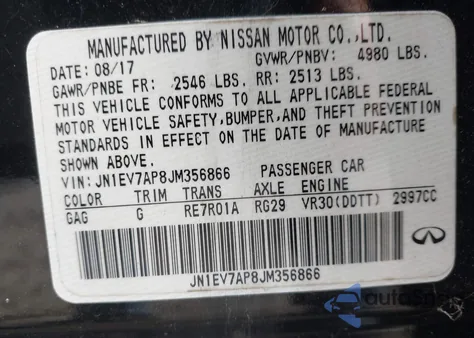 MANUFACTURED BY NISSAN MOTOR CO.,LTD.
DATE: 08/17 GVWR/PNBV: 4980 LBS.
GAWR/PNBE FR: 2546 LBS. RR: 2513 LBS.
THIS VEHICLE CONFORMS TO ALL APPLICABLE FEDERAL
MOTOR VEHICLE SAFETY, BUMPER, AND THEFT PREVENTION
STANDARDS IN EFFECT ON THE DATE OF MANUFACTURE
SHOWN ABOVE.
VIN: JN1EV7AP8JM356866 PASSENGER CAR
COLOR TRIM TRANS AXLE ENGINE
GAG G RE7R01A RG29 VR30(DDTT) 2997CC
JN1EV7AP8JM356866